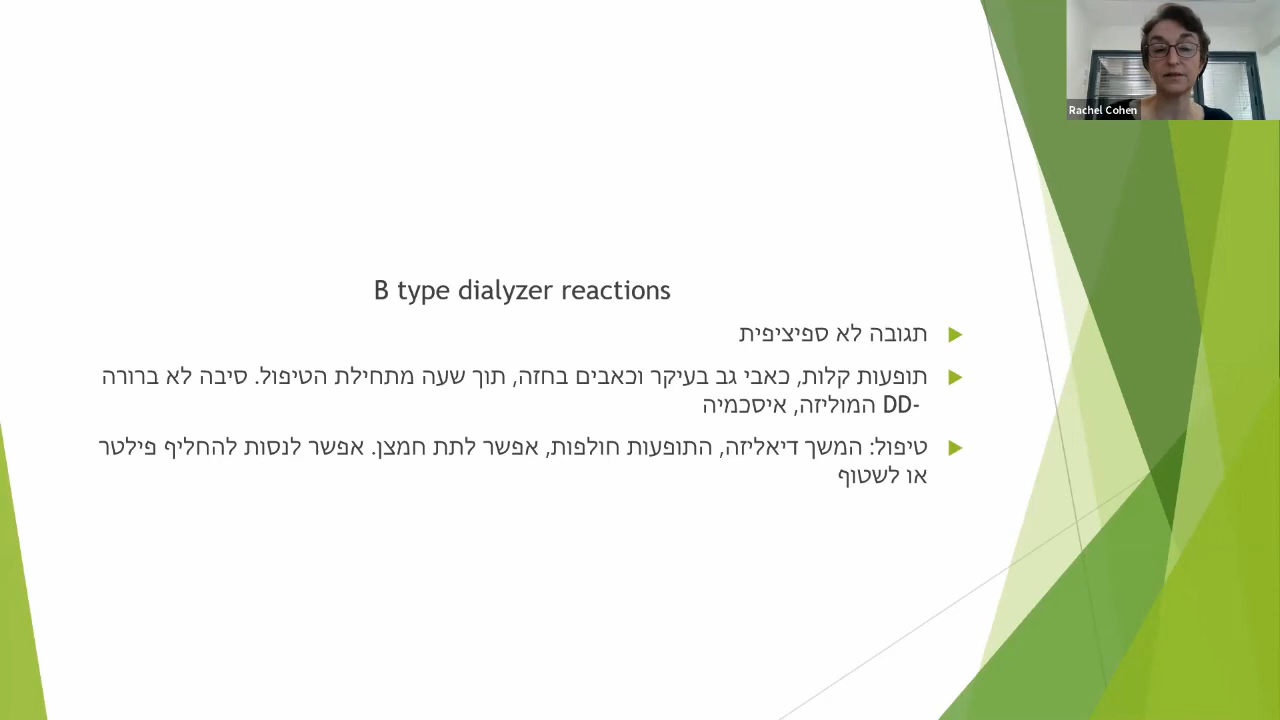 Rachel Cohen
B type dialyzer reactions
תגובה לא ספיציפית
תופעות קלות, כאבי גב בעיקר וכאבים בחזה, תוך שעה מתחילת הטיפול. סיבה לא ברורה
-DD המוליזה, איסכמיה
טיפול: המשך דיאליזה, התופעות חולפות, אפשר לתת חמצן. אפשר לנסות להחליף פילטר
או לשטוף